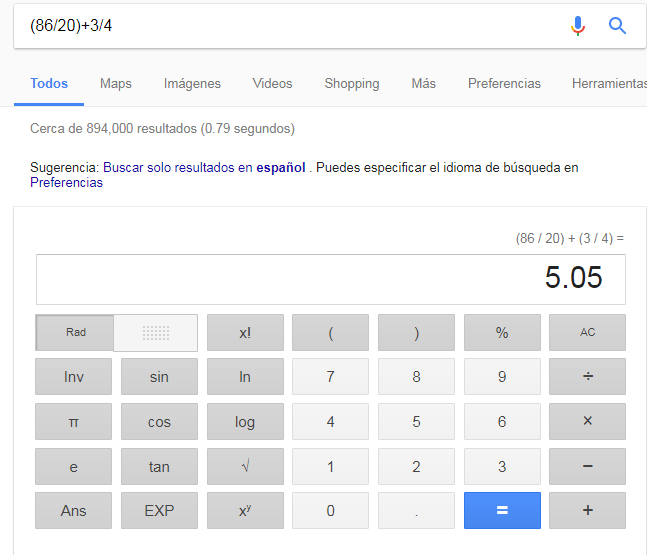 (86/20)+3/4
Todos Maps Imágenes Videos Shopping Más Preferencias Herramientas
Cerca de 894,000 resultados (0.79 segundos)
Sugerencia: Buscar solo resultados en español . Puedes especificar el idioma de búsqueda en
Preferencias
(86 / 20) + (3 / 4) =
5.05
Rad x! ( ) % AC
Inv sin ln 7 8 9 ÷
π cos log 4 5 6 ×
e tan √ 1 2 3 −
Ans EXP xʸ 0 . = +